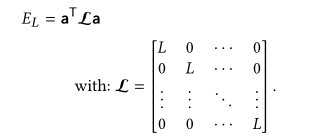 E_L = a^T 𝓛 a
with: 𝓛 = [ L 0 ⋯ 0
0 L ⋯ 0
⋮ ⋮ ⋱ ⋮
0 0 ⋯ L ] .